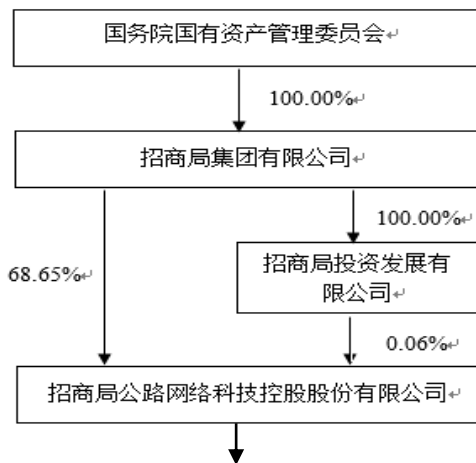 国务院国有资产管理委员会↵
100.00%↵
招商局集团有限公司↵
100.00%↵
68.65%↵
招商局投资发展有
限公司↵
0.06%↵
招商局公路网络科技控股股份有限公司↵